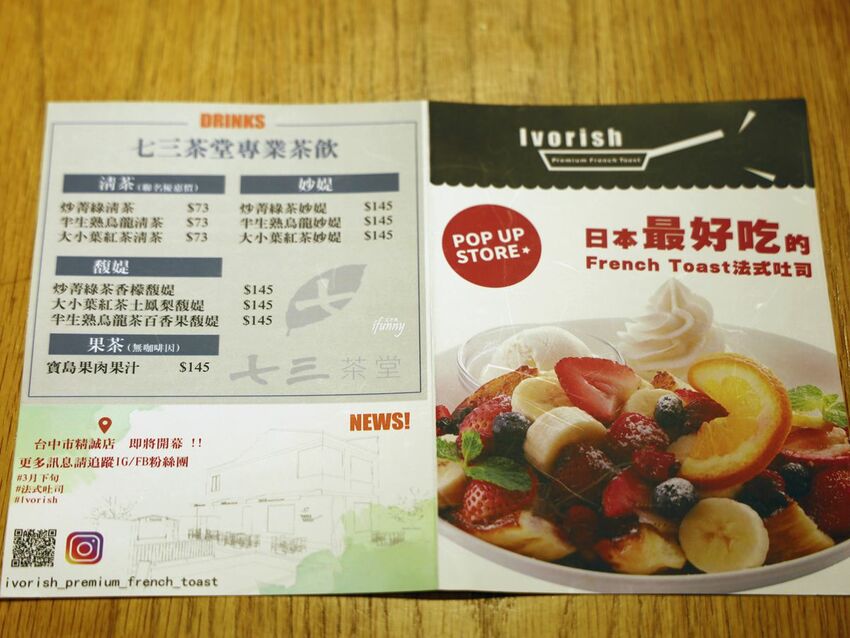 DRINKS
七三茶堂專業茶飲
清茶(聯名優惠價)
炒菁綠清茶 $73
半生熟烏龍清茶 $73
大小葉紅茶清茶 $73
妙媞
炒菁綠茶妙媞 $145
半生熟烏龍妙媞 $145
大小葉紅茶妙媞 $145
馥媞
炒菁綠茶香檬馥媞 $145
大小葉紅茶土鳳梨馥媞 $145
半生熟烏龍茶百香果馥媞 $145
果茶(無咖啡因)
寶島果肉果汁 $145
ifunny
七三茶堂
NEWS!
台中市精誠店 即將開幕 !!
更多訊息請追蹤IG/FB粉絲團
#3月下旬
#法式吐司
#Ivorish
ivorish_premium_french_toast
Ivorish
Premium French Toast
POP UP
STORE
日本最好吃的
French Toast法式吐司